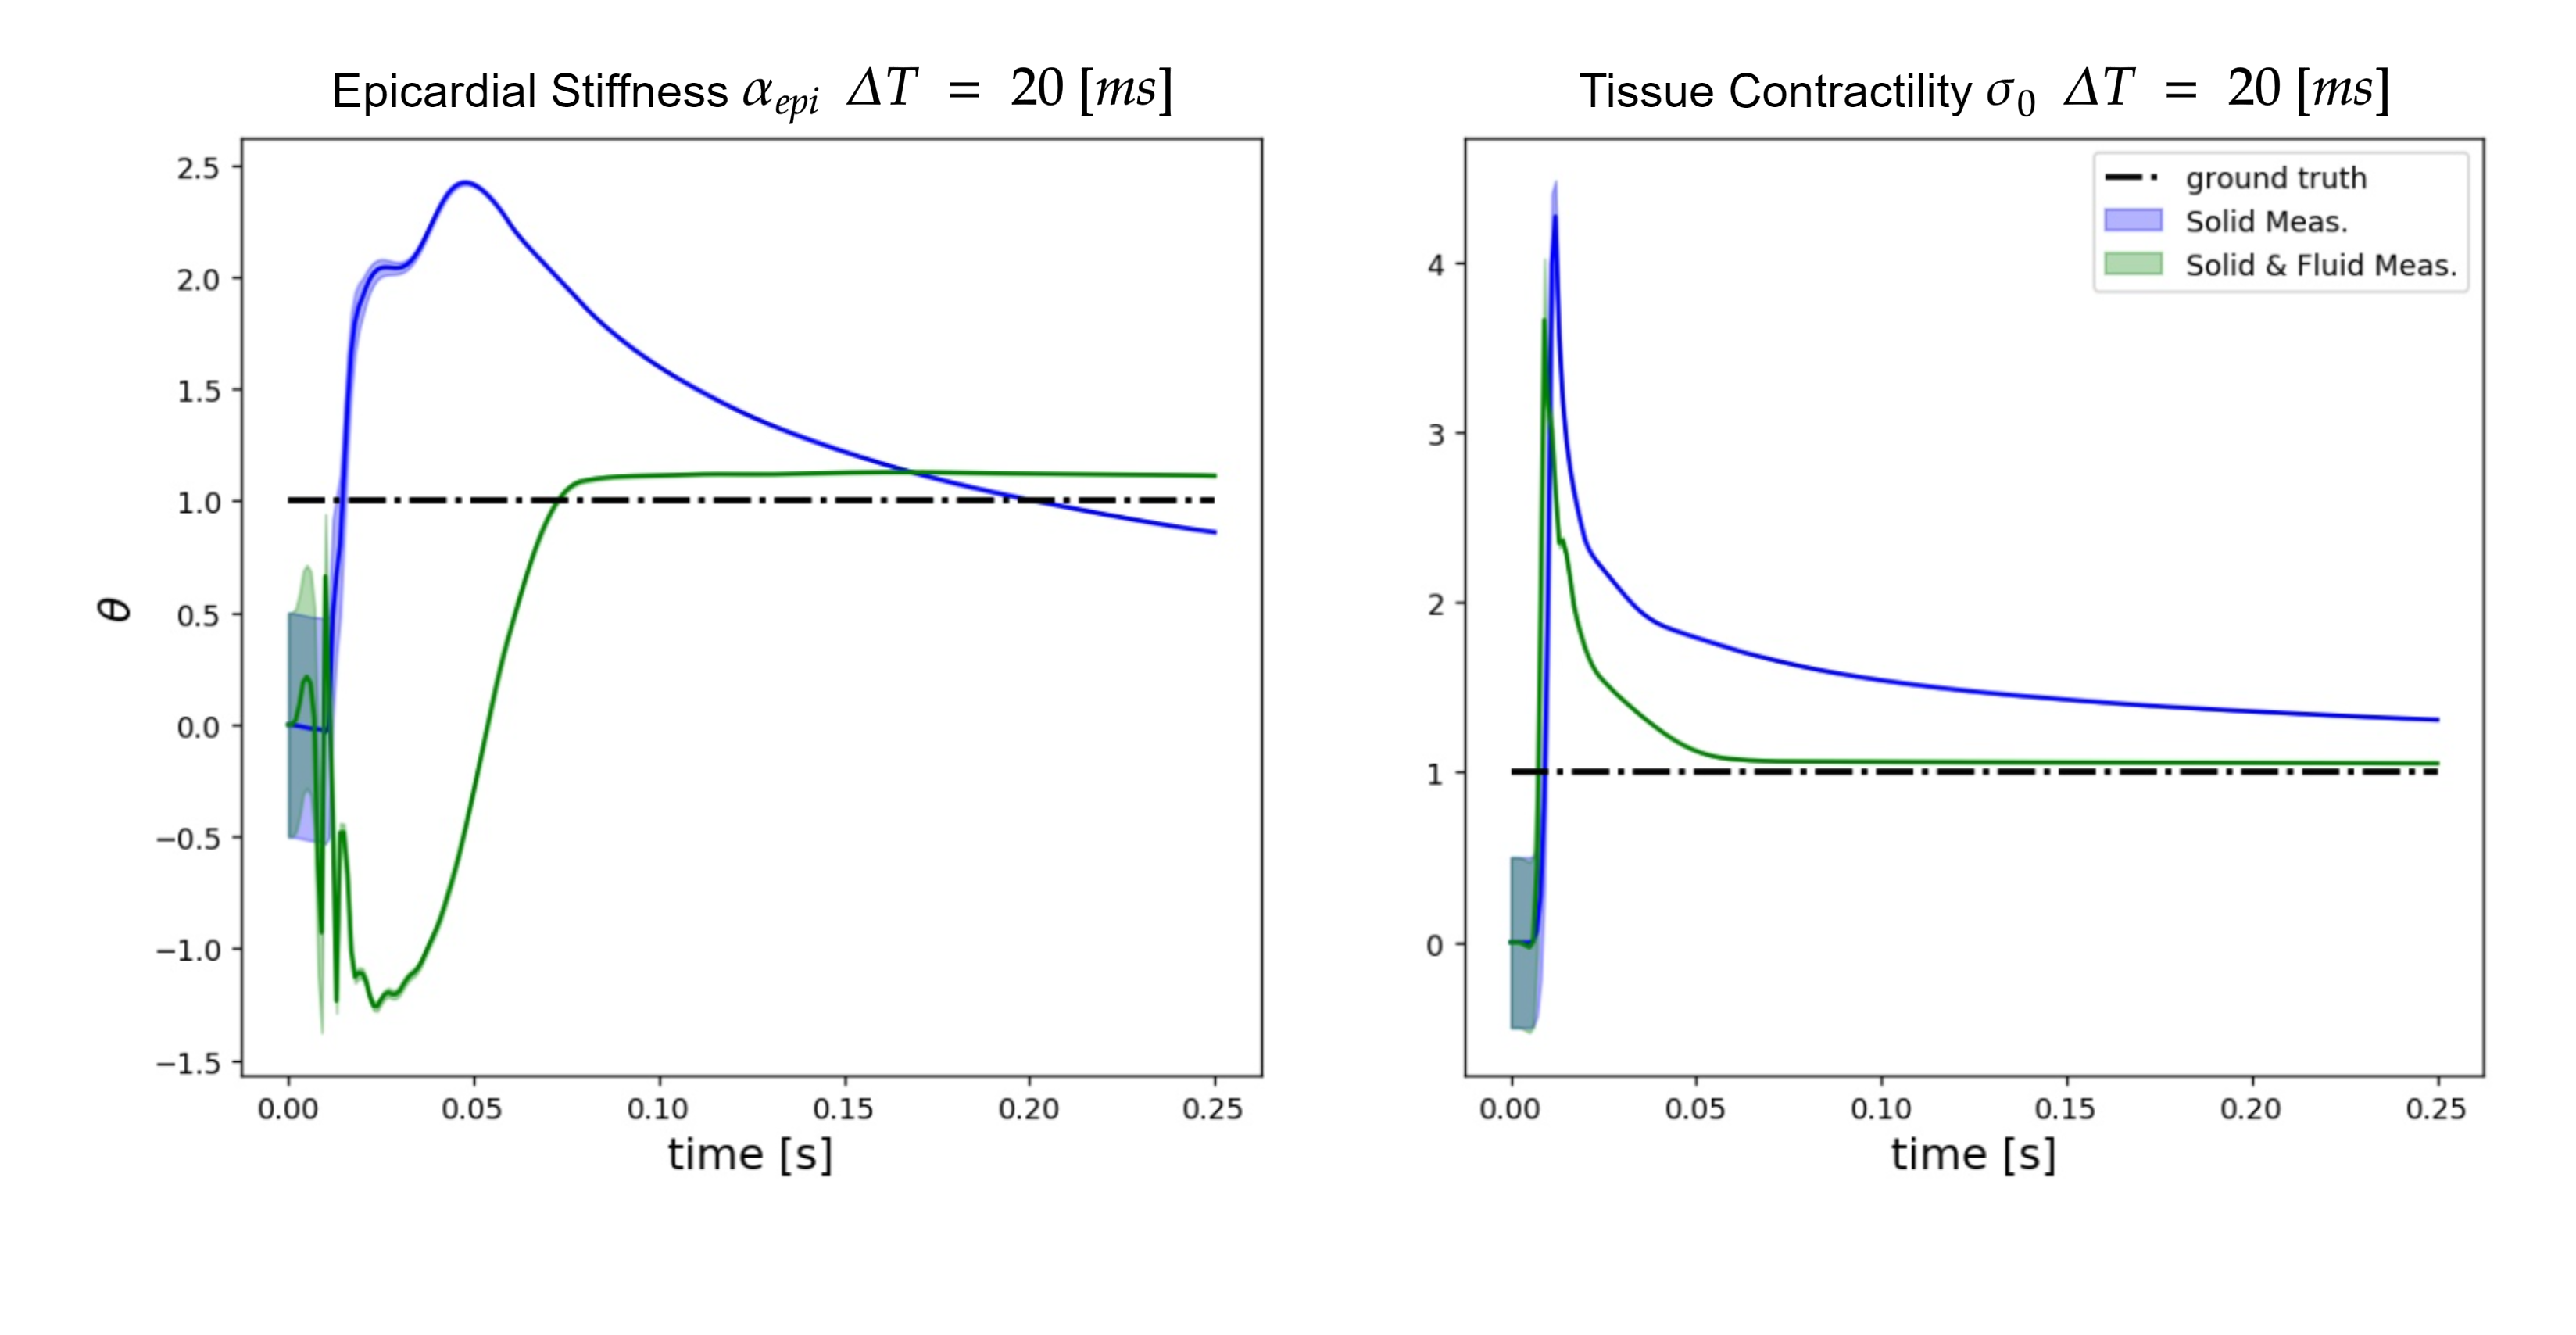 Epicardial Stiffness α_epi ΔT = 20 [ms]
Tissue Contractility σ_0 ΔT = 20 [ms]
2.5
2.0
1.5
1.0
0.5
0.0
−0.5
−1.0
−1.5
θ
0.00 0.05 0.10 0.15 0.20 0.25
time [s]
ground truth
Solid Meas.
Solid & Fluid Meas.
4
3
2
1
0
0.00 0.05 0.10 0.15 0.20 0.25
time [s]